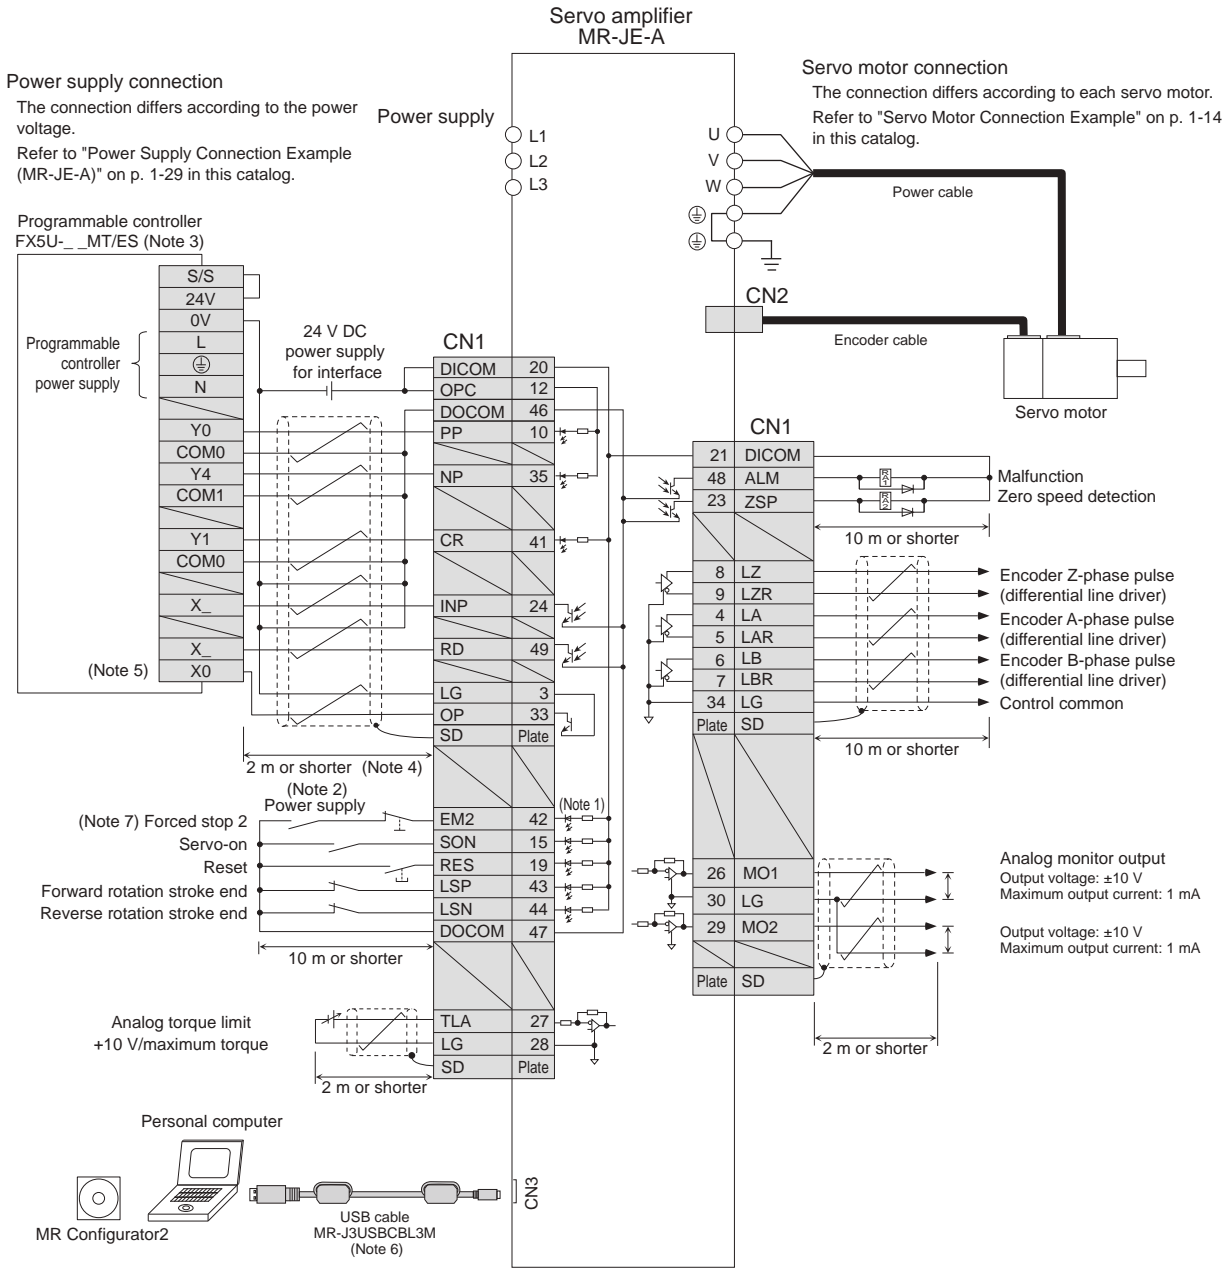 Servo amplifier
MR-JE-A
Power supply connection
The connection differs according to the power
voltage.
Refer to "Power Supply Connection Example
(MR-JE-A)" on p. 1-29 in this catalog.
Power supply
L1
L2
L3
Servo motor connection
The connection differs according to each servo motor.
Refer to "Servo Motor Connection Example" on p. 1-14
in this catalog.
U
V
W
Power cable
CN2
Encoder cable
Servo motor
Programmable controller
FX5U-_ _MT/ES (Note 3)
S/S
24V
0V
L
N
Programmable
controller
power supply
Y0
COM0
Y4
COM1
Y1
COM0
X_
X_
(Note 5) X0
24 V DC
power supply
for interface
CN1
DICOM 20
OPC 12
DOCOM 46
PP 10
NP 35
CR 41
INP 24
RD 49
LG 3
OP 33
SD Plate
2 m or shorter (Note 4)
(Note 2)
Power supply
(Note 1)
(Note 7) Forced stop 2 EM2 42
Servo-on SON 15
Reset RES 19
Forward rotation stroke end LSP 43
Reverse rotation stroke end LSN 44
DOCOM 47
10 m or shorter
Analog torque limit
+10 V/maximum torque
TLA 27
LG 28
SD Plate
2 m or shorter
CN1
21 DICOM
48 ALM RA1 Malfunction
23 ZSP RA2 Zero speed detection
10 m or shorter
8 LZ
9 LZR
4 LA
5 LAR
6 LB
7 LBR
34 LG
Plate SD
Encoder Z-phase pulse
(differential line driver)
Encoder A-phase pulse
(differential line driver)
Encoder B-phase pulse
(differential line driver)
Control common
10 m or shorter
26 MO1
30 LG
29 MO2
Plate SD
Analog monitor output
Output voltage: ±10 V
Maximum output current: 1 mA
Output voltage: ±10 V
Maximum output current: 1 mA
2 m or shorter
Personal computer
MR Configurator2
USB cable
MR-J3USBCBL3M
(Note 6)
CN3